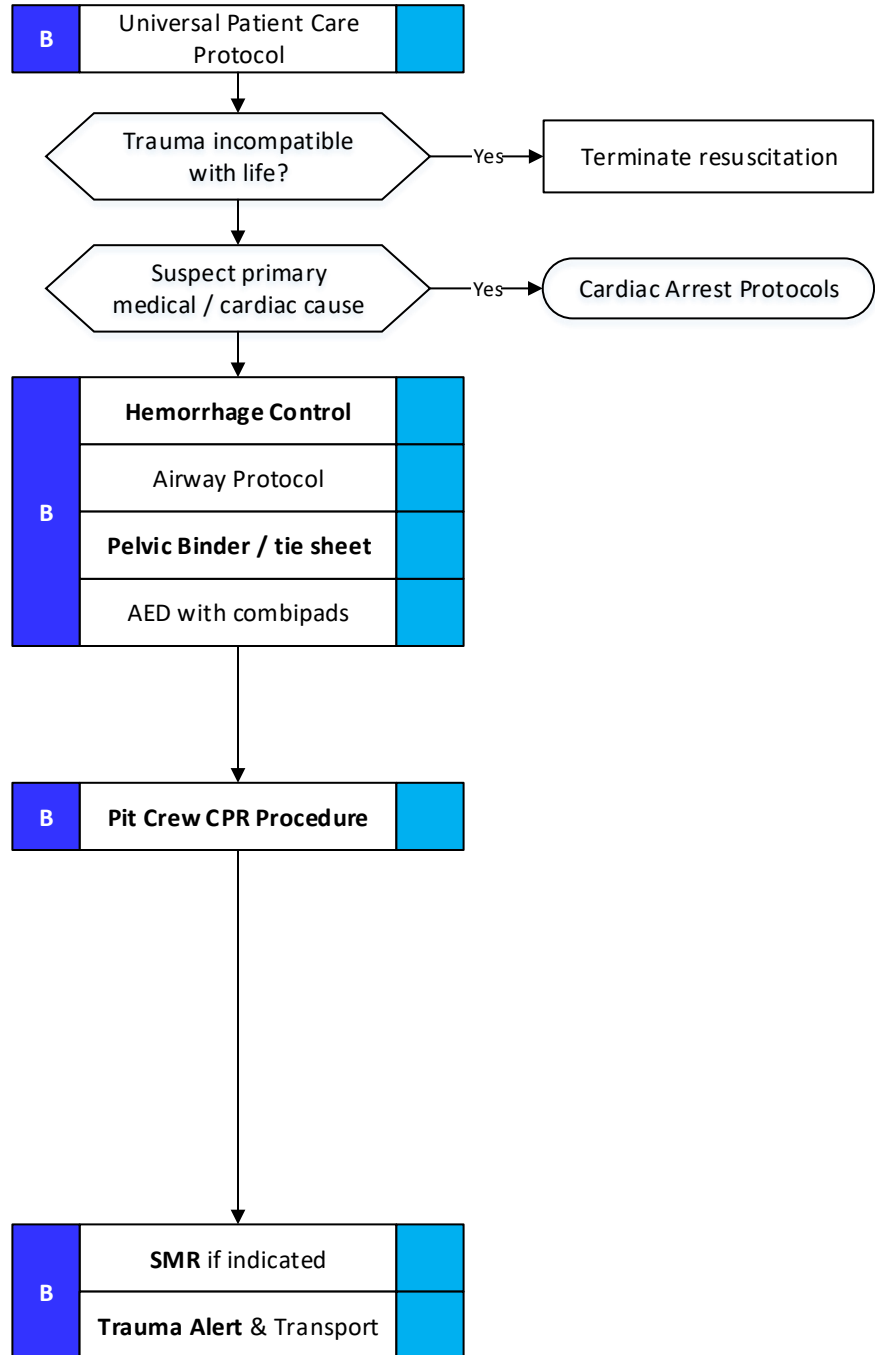 B
Universal Patient Care
Protocol
Trauma incompatible
with life?
Yes
Terminate resuscitation
Suspect primary
medical / cardiac cause
Yes
Cardiac Arrest Protocols
B
Hemorrhage Control
Airway Protocol
Pelvic Binder / tie sheet
AED with combipads
B
Pit Crew CPR Procedure
B
SMR if indicated
Trauma Alert & Transport